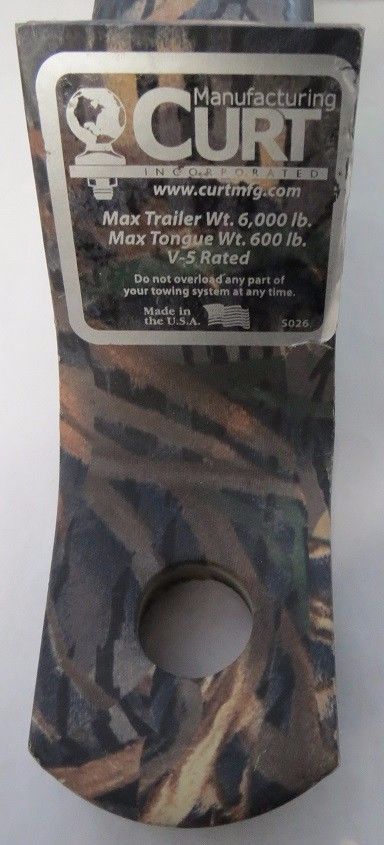 Manufacturing
CURT
INCORPORATED
www.curtmfg.com
Max Trailer Wt. 6,000 lb.
Max Tongue Wt. 600 lb.
V-5 Rated
Do not overload any part of
your towing system at any time.
Made in
the U.S.A.
S026